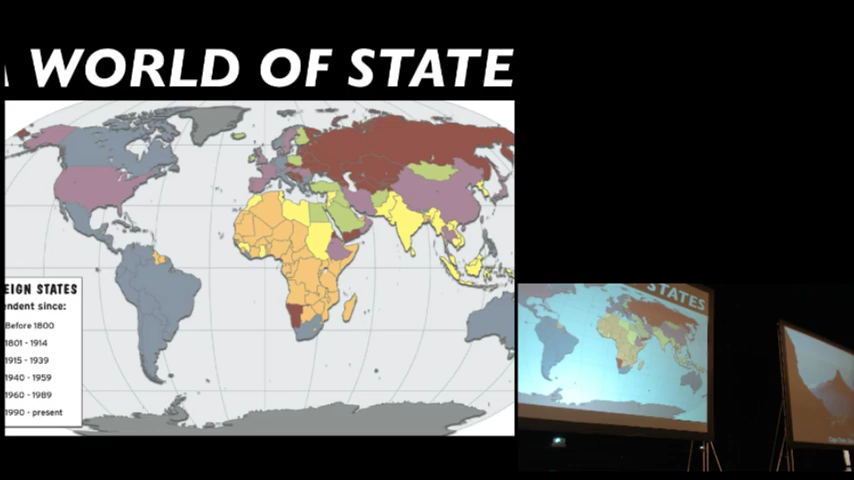 WORLD OF STATE
EIGN STATES
endent since:
Before 1800
1801 - 1914
1915 - 1939
1940 - 1959
1960 - 1989
1990 - present
STATES